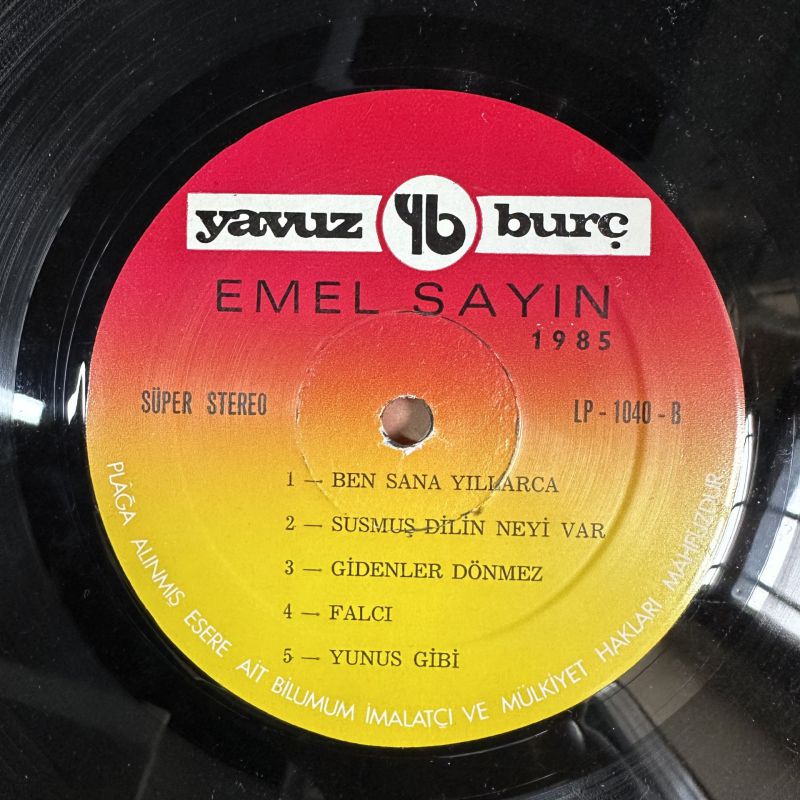 yavuz yb burç
EMEL SAYIN
1985
SÜPER STEREO
LP - 1040 - B
1 — BEN SANA YILLARCA
2 — SUSMUŞ DİLİN NEYİ VAR
3 — GİDENLER DÖNMEZ
4 — FALCI
5 — YUNUS GİBİ
PLÂĞA ALINMIŞ ESERE AİT BİLUMUM İMALATÇI VE MÜLKİYET HAKLARI MAHFUZDUR